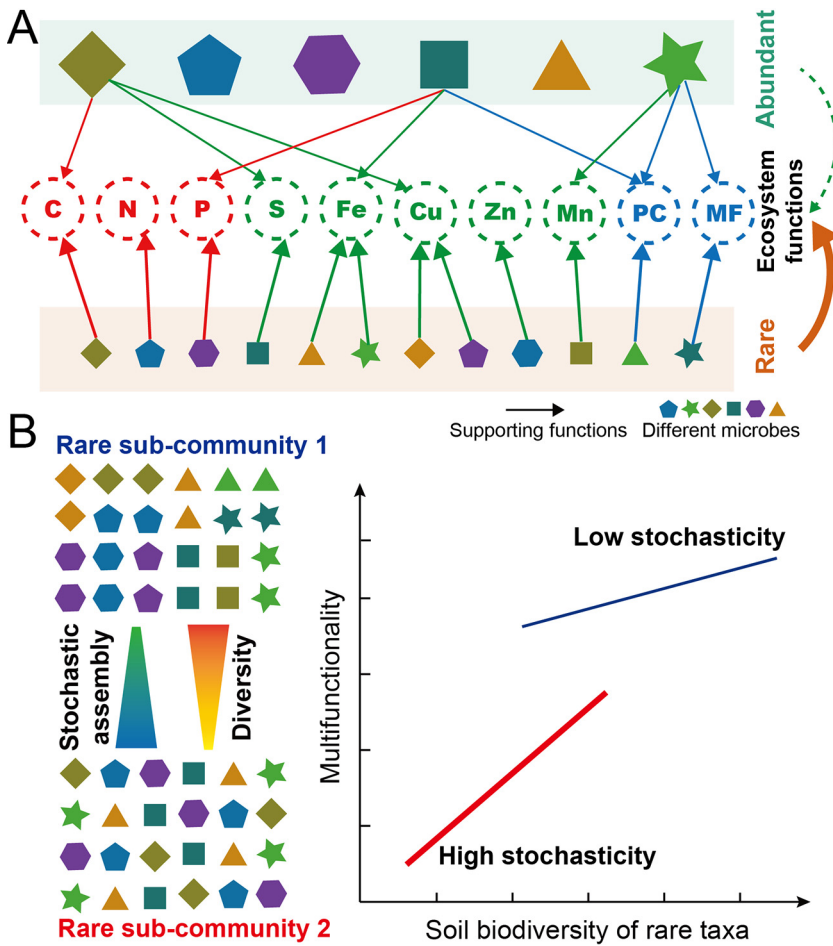 A
Abundant
C N P S Fe Cu Zn Mn PC MF
Ecosystem
functions
Rare
Supporting functions
Different microbes
B
Rare sub-community 1
Stochastic
assembly
Diversity
Rare sub-community 2
Multifunctionality
Low stochasticity
High stochasticity
Soil biodiversity of rare taxa